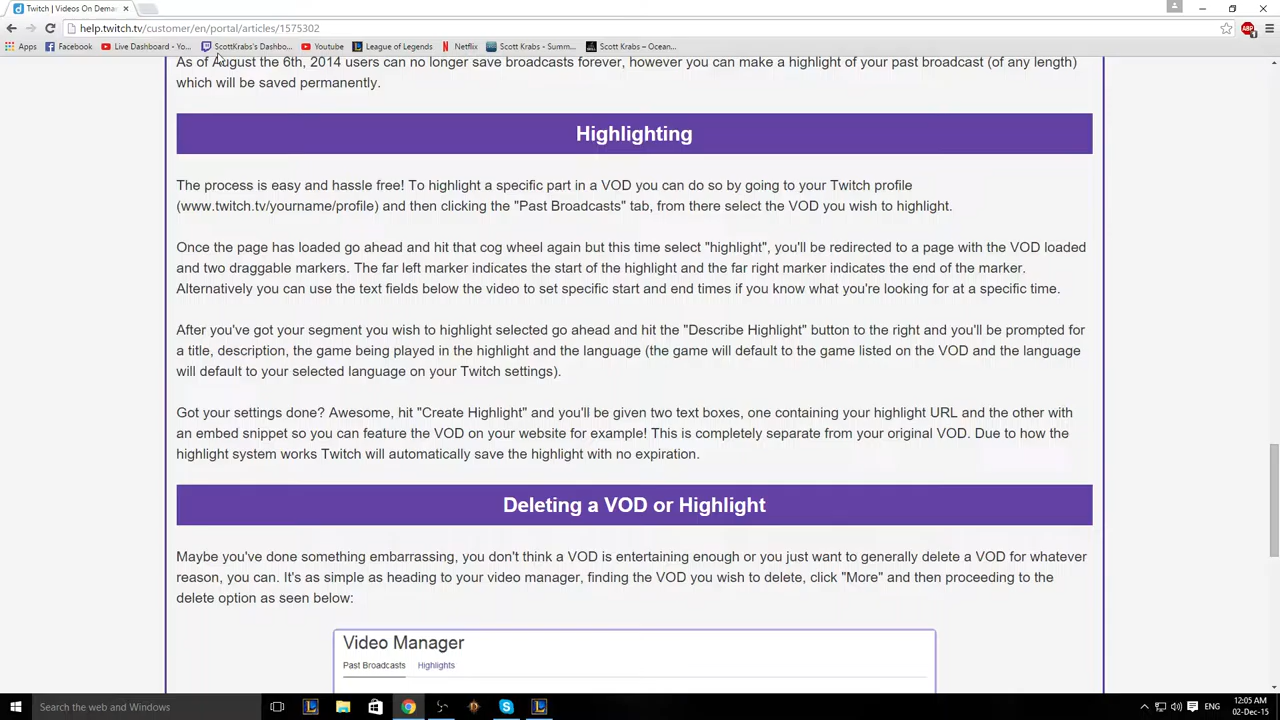 Twitch | Videos On Dema
help.twitch.tv/customer/en/portal/articles/1575302
Apps Facebook Live Dashboard - Yo... ScottKrabs's Dashbo... Youtube League of Legends Netflix Scott Krabs - Summ... Scott Krabs – Ocean...
As of August the 6th, 2014 users can no longer save broadcasts forever, however you can make a highlight of your past broadcast (of any length)
which will be saved permanently.
Highlighting
The process is easy and hassle free! To highlight a specific part in a VOD you can do so by going to your Twitch profile
(www.twitch.tv/yourname/profile) and then clicking the "Past Broadcasts" tab, from there select the VOD you wish to highlight.
Once the page has loaded go ahead and hit that cog wheel again but this time select "highlight", you'll be redirected to a page with the VOD loaded
and two draggable markers. The far left marker indicates the start of the highlight and the far right marker indicates the end of the marker.
Alternatively you can use the text fields below the video to set specific start and end times if you know what you're looking for at a specific time.
After you've got your segment you wish to highlight selected go ahead and hit the "Describe Highlight" button to the right and you'll be prompted for
a title, description, the game being played in the highlight and the language (the game will default to the game listed on the VOD and the language
will default to your selected language on your Twitch settings).
Got your settings done? Awesome, hit "Create Highlight" and you'll be given two text boxes, one containing your highlight URL and the other with
an embed snippet so you can feature the VOD on your website for example! This is completely separate from your original VOD. Due to how the
highlight system works Twitch will automatically save the highlight with no expiration.
Deleting a VOD or Highlight
Maybe you've done something embarrassing, you don't think a VOD is entertaining enough or you just want to generally delete a VOD for whatever
reason, you can. It's as simple as heading to your video manager, finding the VOD you wish to delete, click "More" and then proceeding to the
delete option as seen below:
Video Manager
Past Broadcasts Highlights
Search the web and Windows
ENG
12:05 AM
02-Dec-15